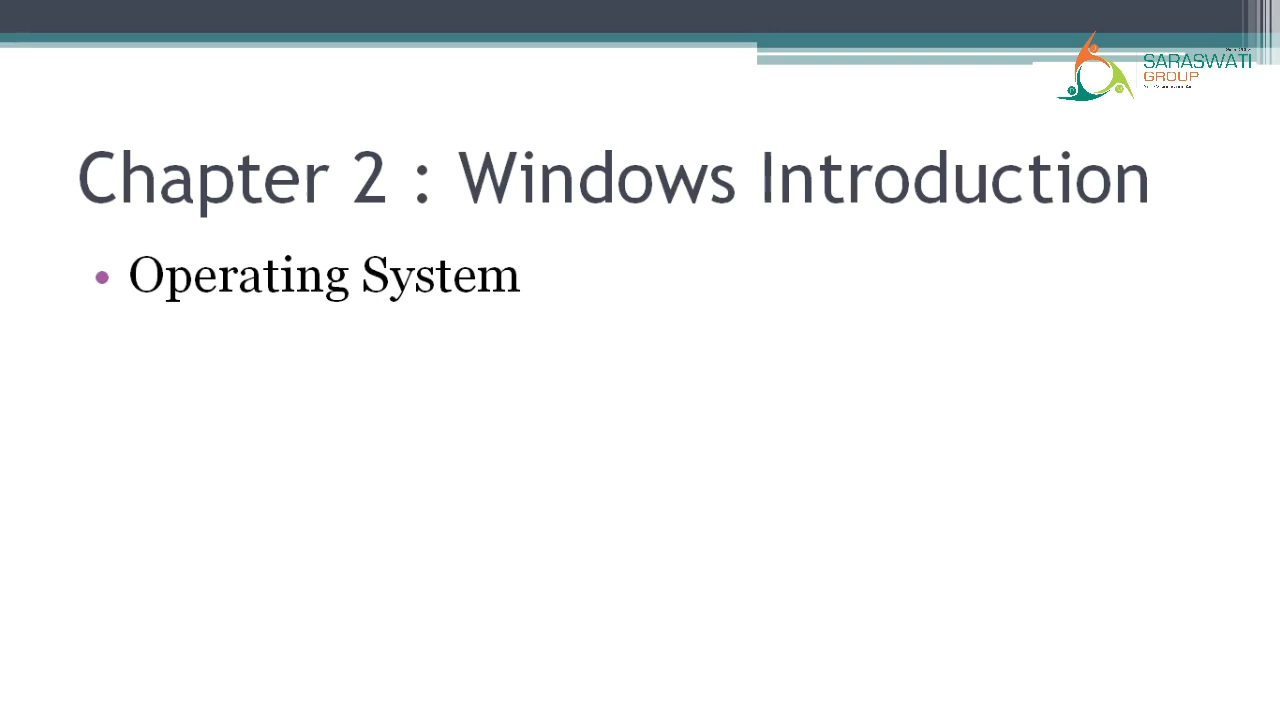 SARASWATI
GROUP
Chapter 2 : Windows Introduction
• Operating System